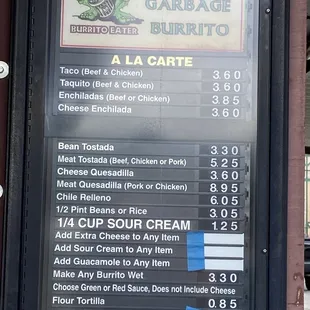 GARBAGE
BURRITO
BURRITO EATER
A LA CARTE
Taco (Beef & Chicken) 3.60
Taquito (Beef & Chicken) 3.60
Enchiladas (Beef or Chicken) 3.85
Cheese Enchilada 3.60
Bean Tostada 3.30
Meat Tostada (Beef, Chicken or Pork) 5.25
Cheese Quesadilla 3.60
Meat Quesadilla (Pork or Chicken) 8.95
Chile Relleno 6.05
1/2 Pint Beans or Rice 3.05
1/4 CUP SOUR CREAM 1.25
Add Extra Cheese to Any Item
Add Sour Cream to Any Item
Add Guacamole to Any Item
Make Any Burrito Wet 3.30
Choose Green or Red Sauce, Does not Include Cheese
Flour Tortilla 0.85